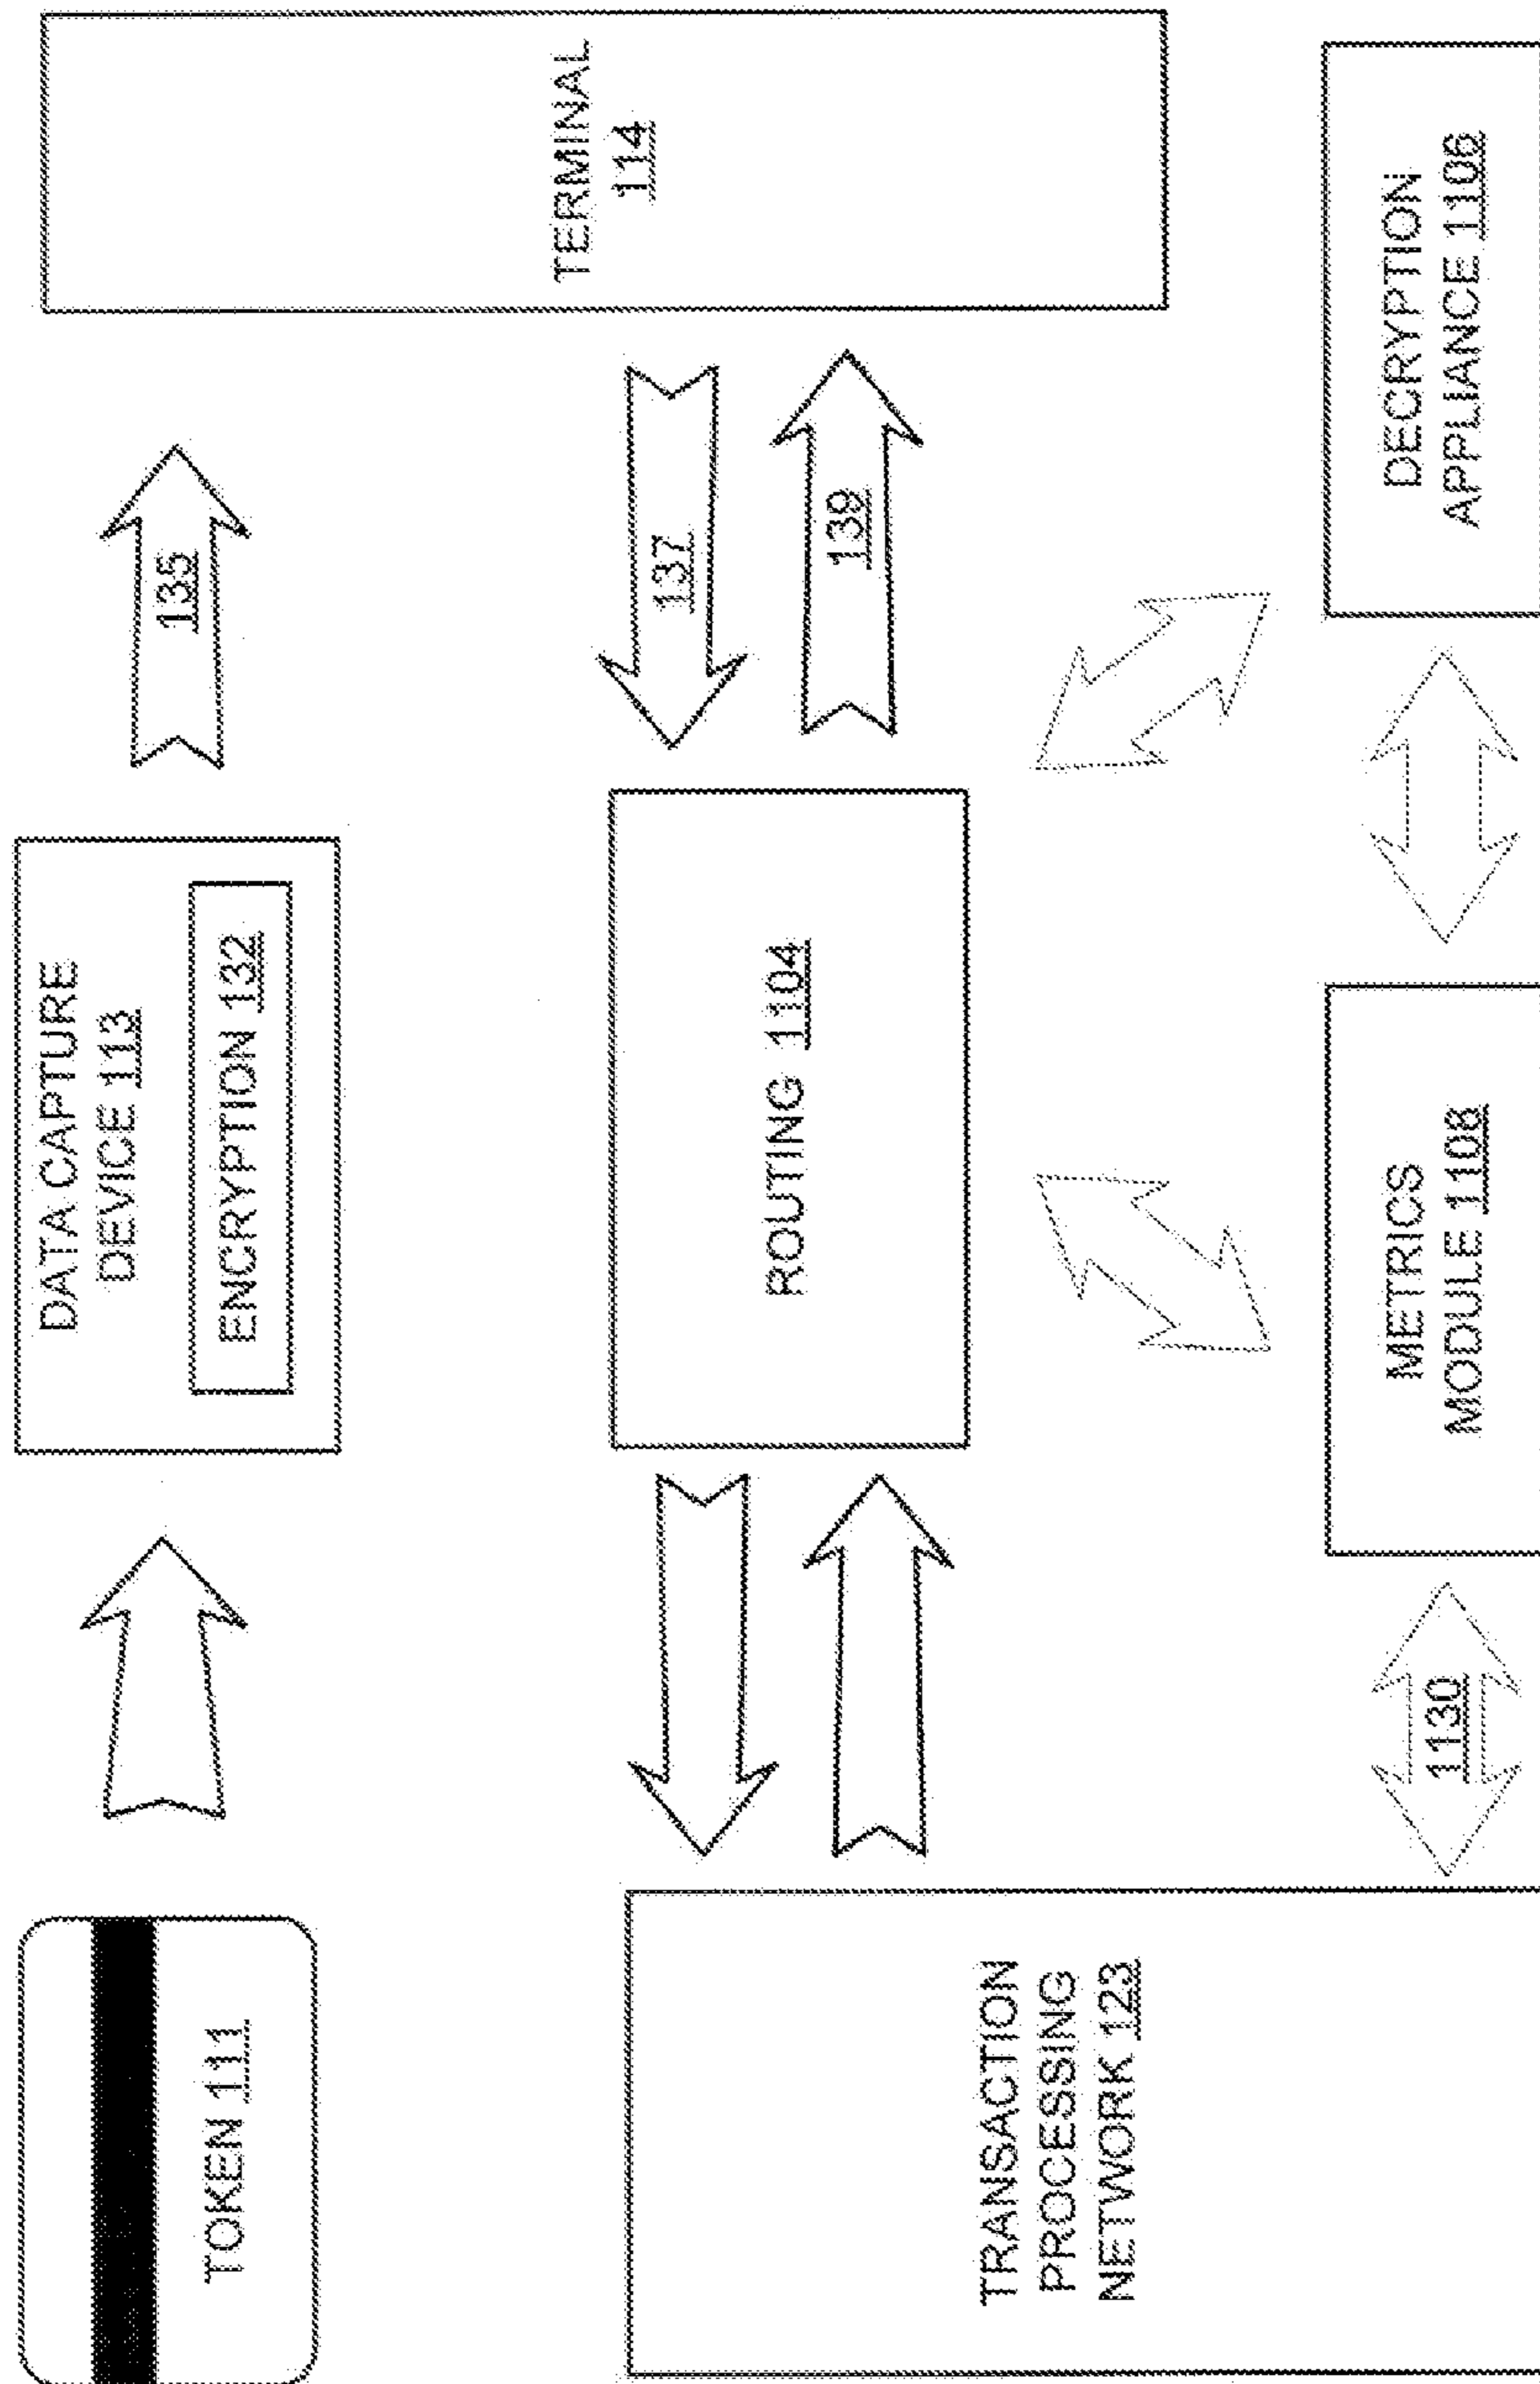 TOKEN 111
DATA CAPTURE
DEVICE 113
ENCRYPTION 132
135
TERMINAL
114
TRANSACTION
PROCESSING
NETWORK 123
ROUTING 1104
137
139
1130
METRICS
MODULE 1108
DECRYPTION
APPLIANCE 1106